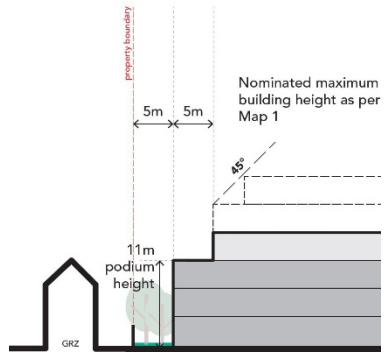 property boundary
5m
5m
Nominated maximum
building height as per
Map 1
45°
11m
podium
height
GRZ